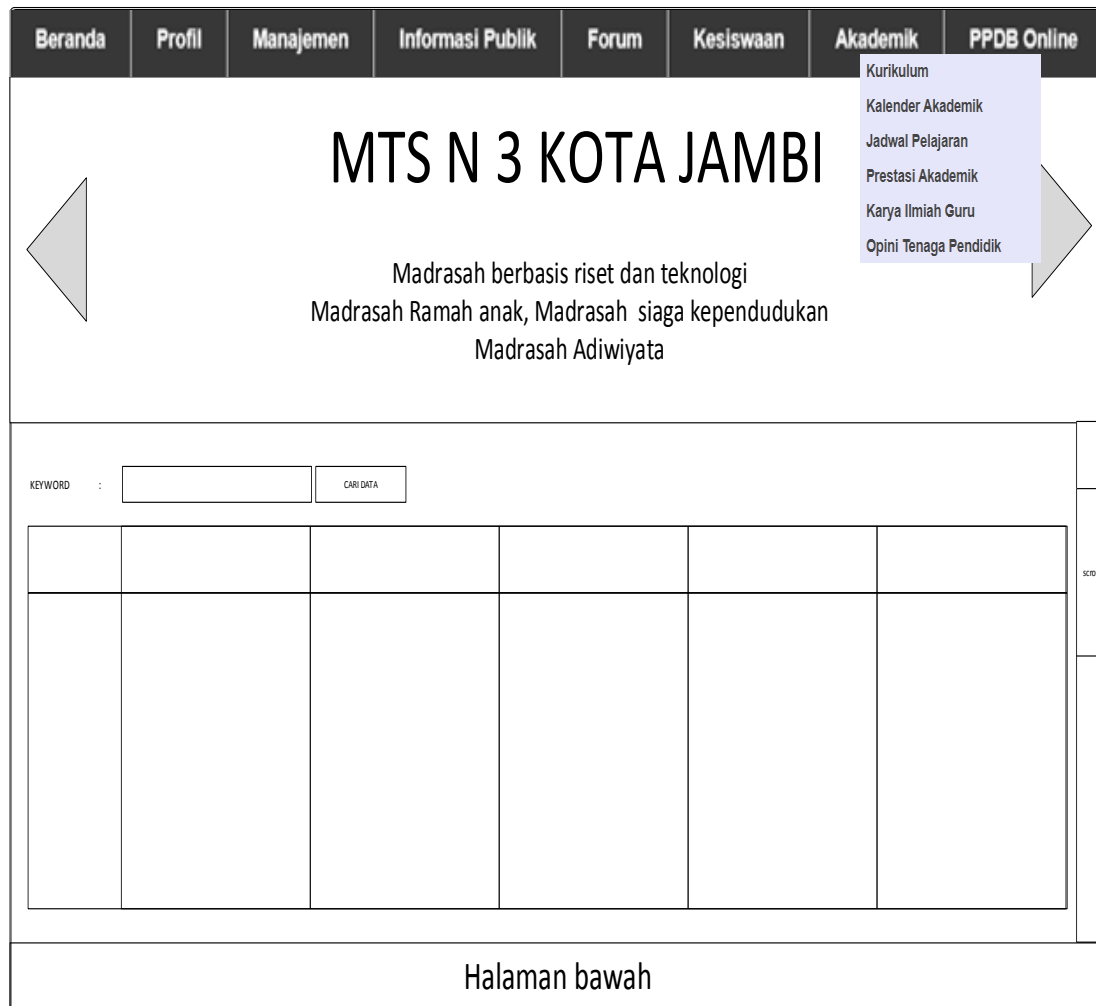 Beranda Profil Manajemen Informasi Publik Forum Kesiswaan Akademik PPDB Online
Kurikulum
Kalender Akademik
Jadwal Pelajaran
Prestasi Akademik
Karya Ilmiah Guru
Opini Tenaga Pendidik
MTS N 3 KOTA JAMBI
Madrasah berbasis riset dan teknologi
Madrasah Ramah anak, Madrasah siaga kependudukan
Madrasah Adiwiyata
KEYWORD : CARI DATA
scro
Halaman bawah